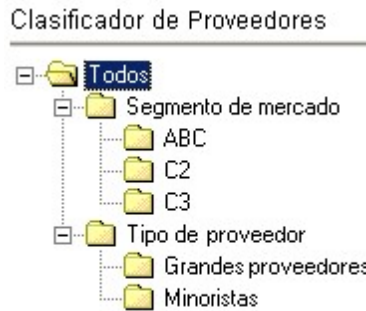 Clasificador de Proveedores
Todos
Segmento de mercado
ABC
C2
C3
Tipo de proveedor
Grandes proveedores
Minoristas